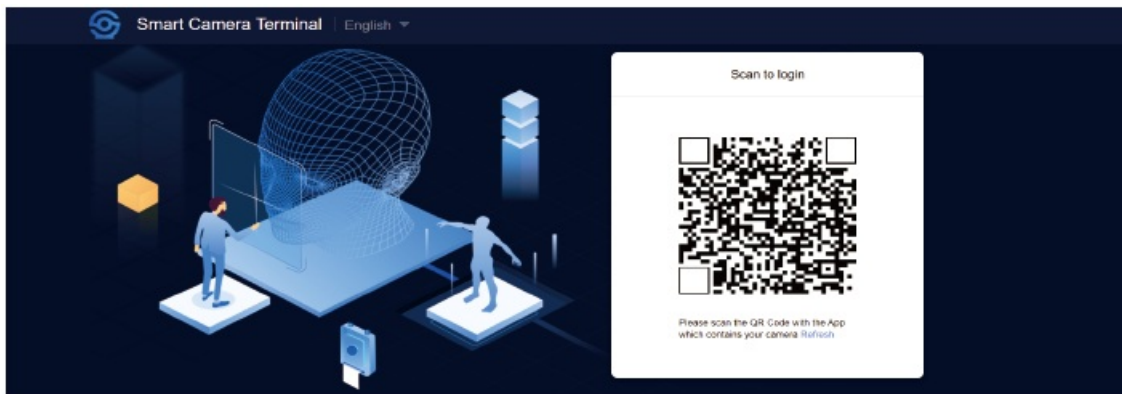 Smart Camera Terminal
English
Scan to login
Please scan the QR Code with the App
which contains your camera Refresh